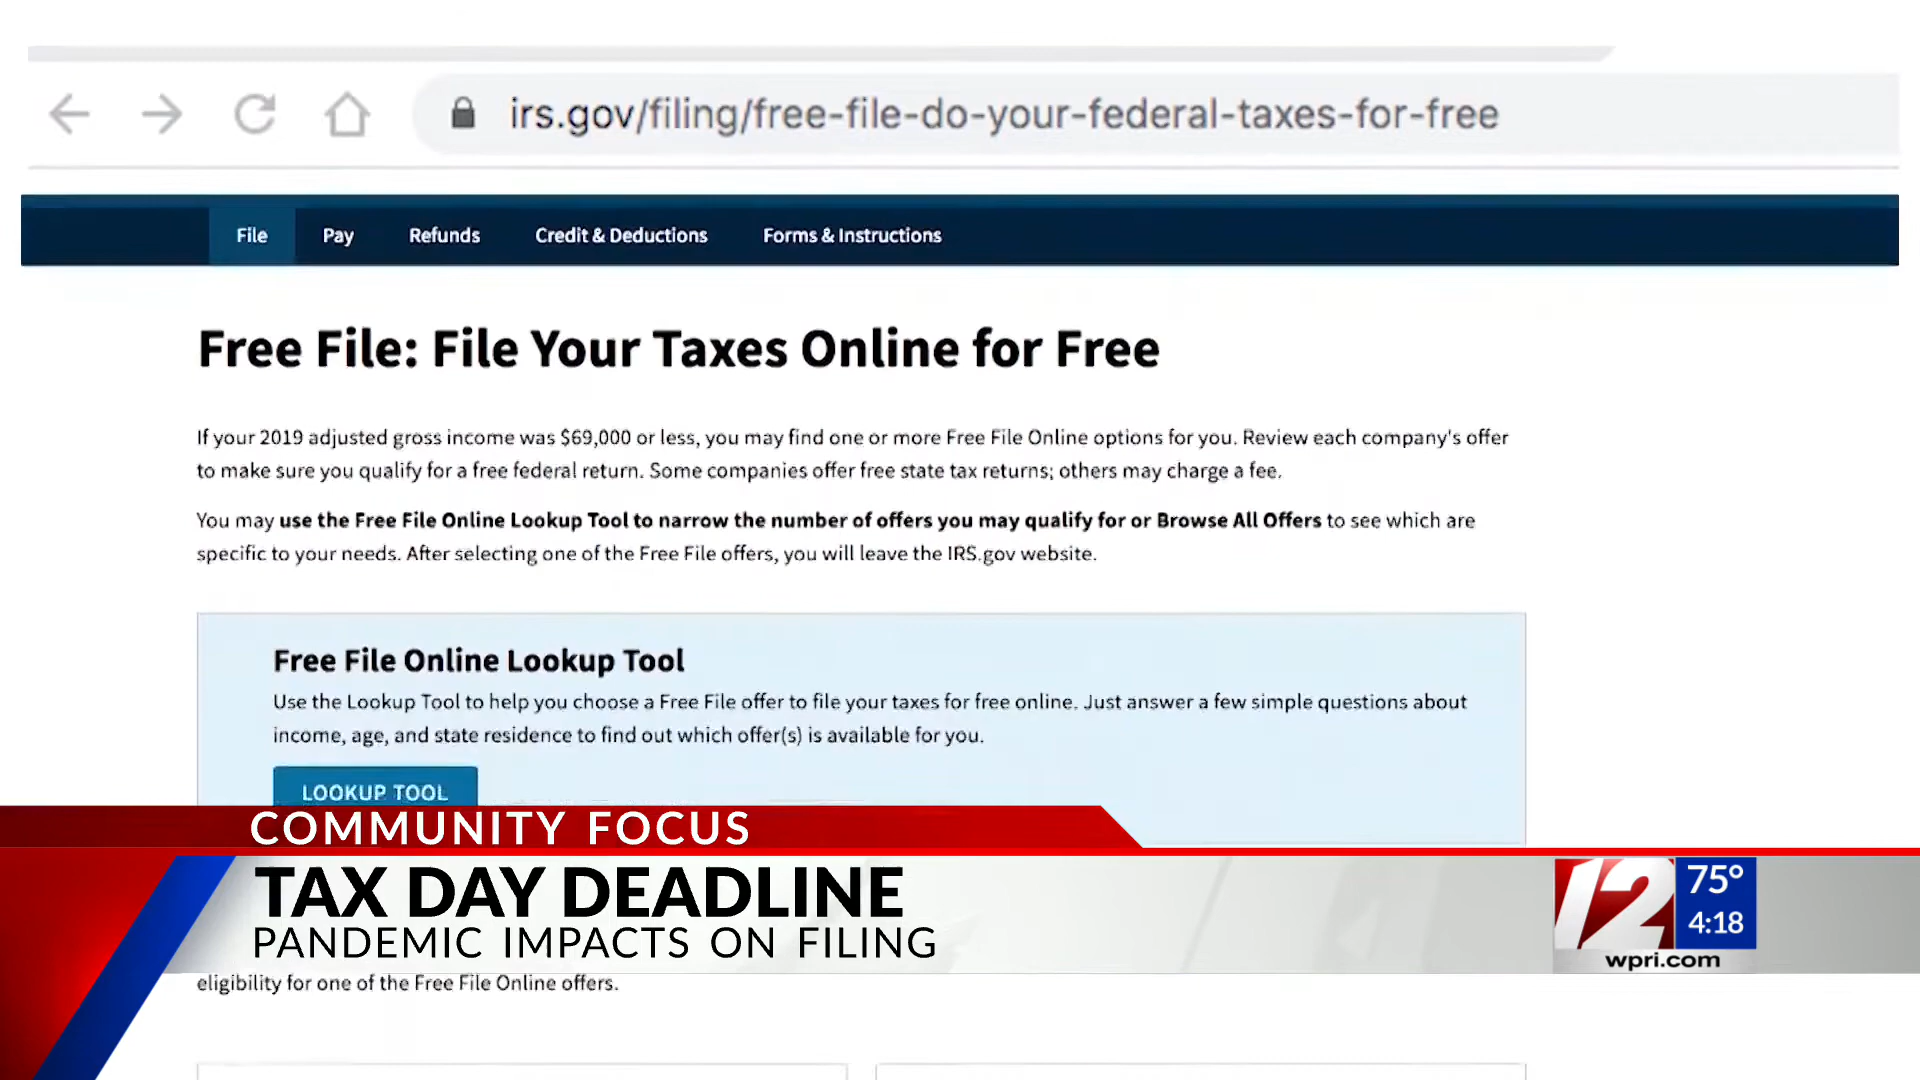 irs.gov/filing/free-file-do-your-federal-taxes-for-free
File Pay Refunds Credit & Deductions Forms & Instructions
Free File: File Your Taxes Online for Free
If your 2019 adjusted gross income was $69,000 or less, you may find one or more Free File Online options for you. Review each company's offer
to make sure you qualify for a free federal return. Some companies offer free state tax returns; others may charge a fee.
You may use the Free File Online Lookup Tool to narrow the number of offers you may qualify for or Browse All Offers to see which are
specific to your needs. After selecting one of the Free File offers, you will leave the IRS.gov website.
Free File Online Lookup Tool
Use the Lookup Tool to help you choose a Free File offer to file your taxes for free online. Just answer a few simple questions about
income, age, and state residence to find out which offer(s) is available for you.
LOOKUP TOOL
COMMUNITY FOCUS
TAX DAY DEADLINE
PANDEMIC IMPACTS ON FILING
12
75°
4:18
wpri.com
eligibility for one of the Free File Online offers.